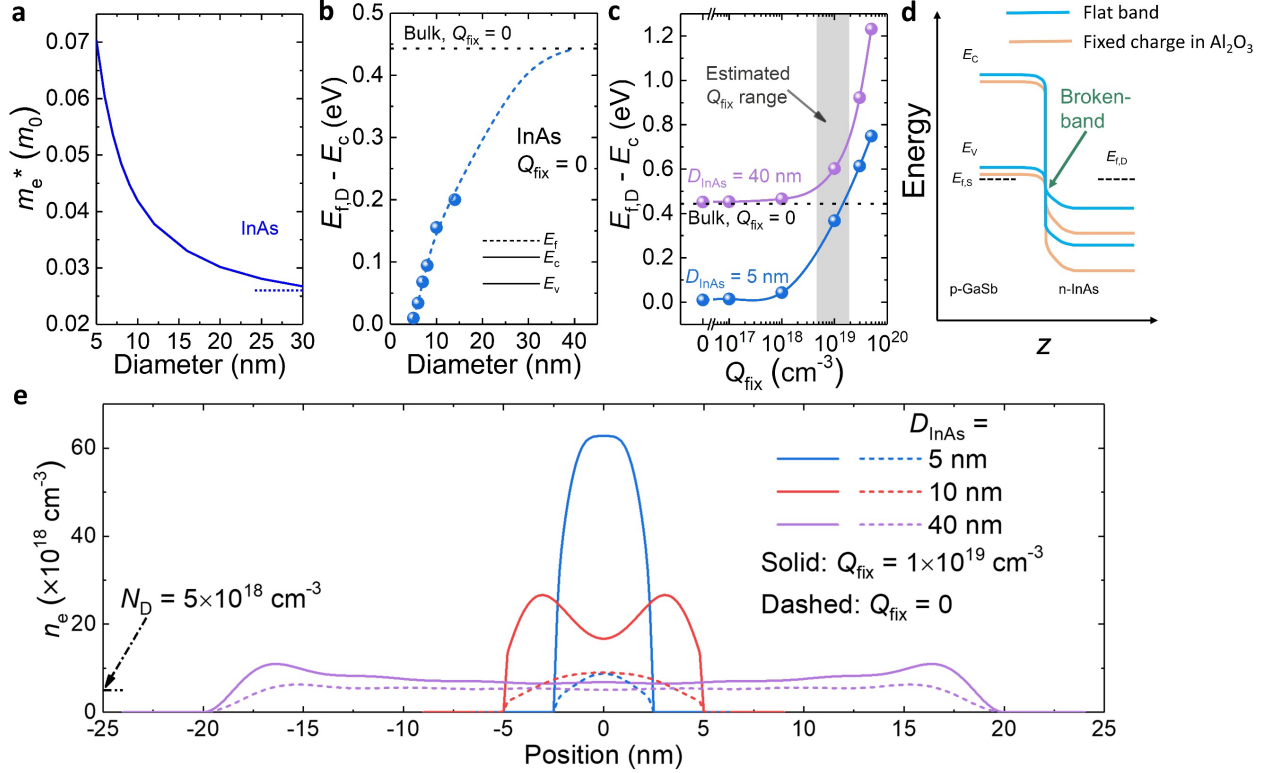 a
0.07
0.06
0.05
0.04
0.03
0.02
m_e* (m_0)
InAs
5 10 15 20 25 30
Diameter (nm)
b
Bulk, Q_fix = 0
0.5
0.4
0.3
0.2
0.1
0.0
E_f,D - E_c (eV)
InAs
Q_fix = 0
E_f
E_c
E_v
0 10 20 30 40
Diameter (nm)
c
1.2
1.0
0.8
0.6
0.4
0.2
0.0
E_f,D - E_c (eV)
Estimated
Q_fix range
D_InAs = 40 nm
Bulk, Q_fix = 0
D_InAs = 5 nm
0 10^17 10^18 10^19 10^20
Q_fix (cm^-3)
d
Flat band
Fixed charge in Al_2O_3
Energy
E_C
Broken-
band
E_V
E_f,S
E_f,D
p-GaSb n-InAs
z
e
60
40
20
0
n_e (×10^18 cm^-3)
N_D = 5×10^18 cm^-3
D_InAs =
5 nm
10 nm
40 nm
Solid: Q_fix = 1×10^19 cm^-3
Dashed: Q_fix = 0
-25 -20 -15 -10 -5 0 5 10 15 20 25
Position (nm)